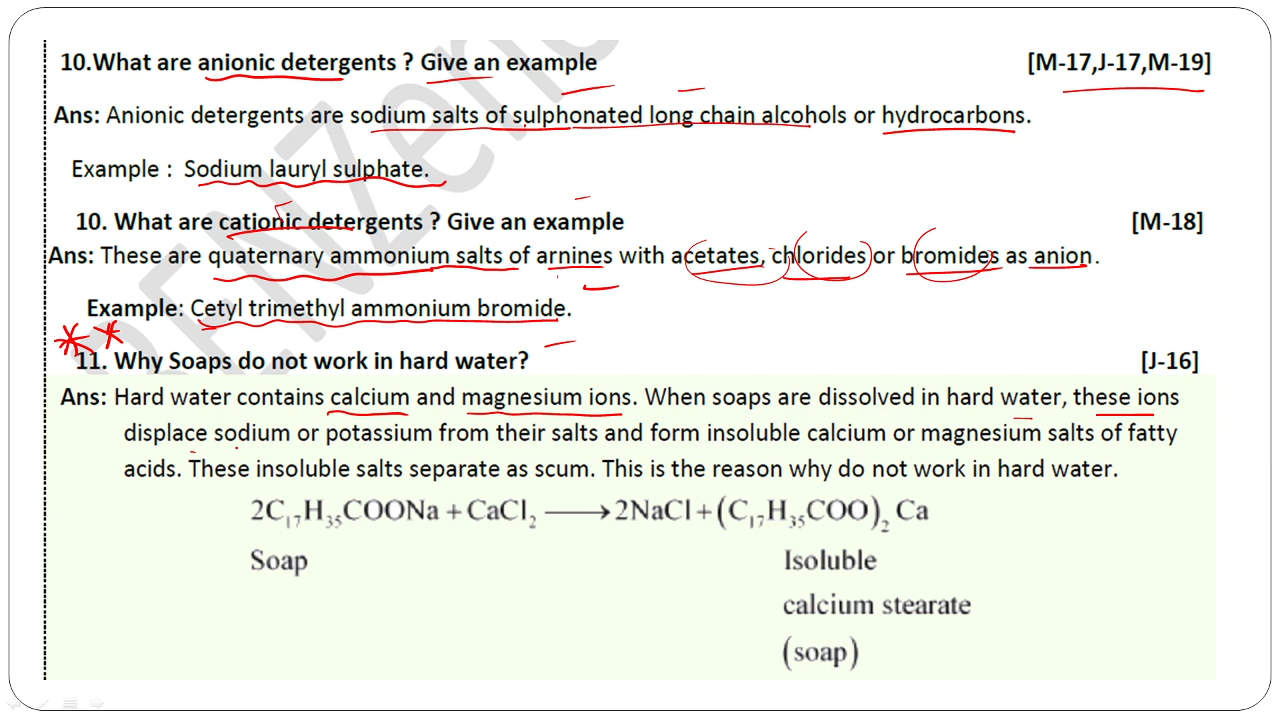 10.What are anionic detergents ? Give an example [M-17,J-17,M-19]
Ans: Anionic detergents are sodium salts of sulphonated long chain alcohols or hydrocarbons.
Example : Sodium lauryl sulphate.
10. What are cationic detergents ? Give an example [M-18]
Ans: These are quaternary ammonium salts of arnines with acetates, chlorides or bromides as anion.
Example: Cetyl trimethyl ammonium bromide.
11. Why Soaps do not work in hard water? [J-16]
Ans: Hard water contains calcium and magnesium ions. When soaps are dissolved in hard water, these ions
displace sodium or potassium from their salts and form insoluble calcium or magnesium salts of fatty
acids. These insoluble salts separate as scum. This is the reason why do not work in hard water.
2C₁₇H₃₅COONa + CaCl₂ ⟶ 2NaCl + (C₁₇H₃₅COO)₂ Ca
Soap Isoluble
calcium stearate
(soap)